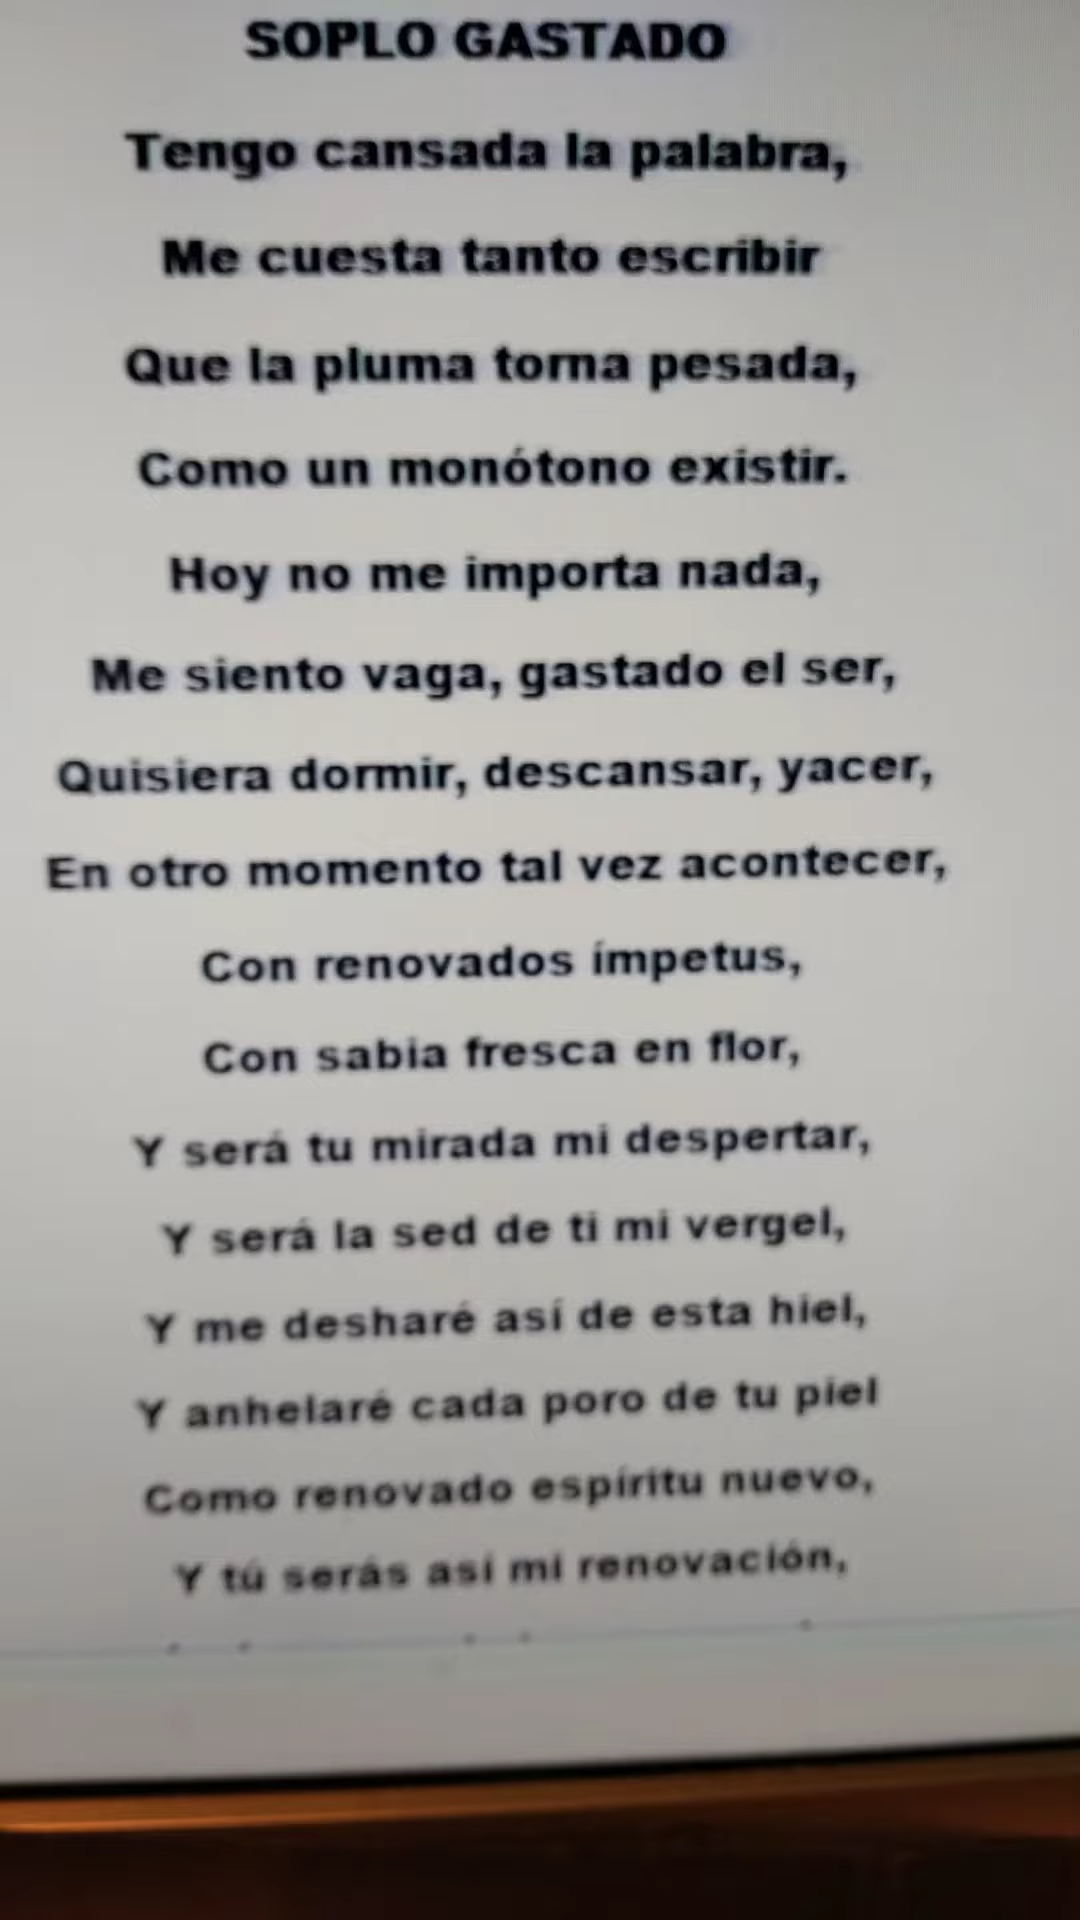 SOPLO GASTADO
Tengo cansada la palabra,
Me cuesta tanto escribir
Que la pluma torna pesada,
Como un monótono existir.
Hoy no me importa nada,
Me siento vaga, gastado el ser,
Quisiera dormir, descansar, yacer,
En otro momento tal vez acontecer,
Con renovados ímpetus,
Con sabia fresca en flor,
Y será tu mirada mi despertar,
Y será la sed de ti mi vergel,
Y me desharé así de esta hiel,
Y anhelaré cada poro de tu piel
Como renovado espíritu nuevo,
Y tú serás así mi renovación,